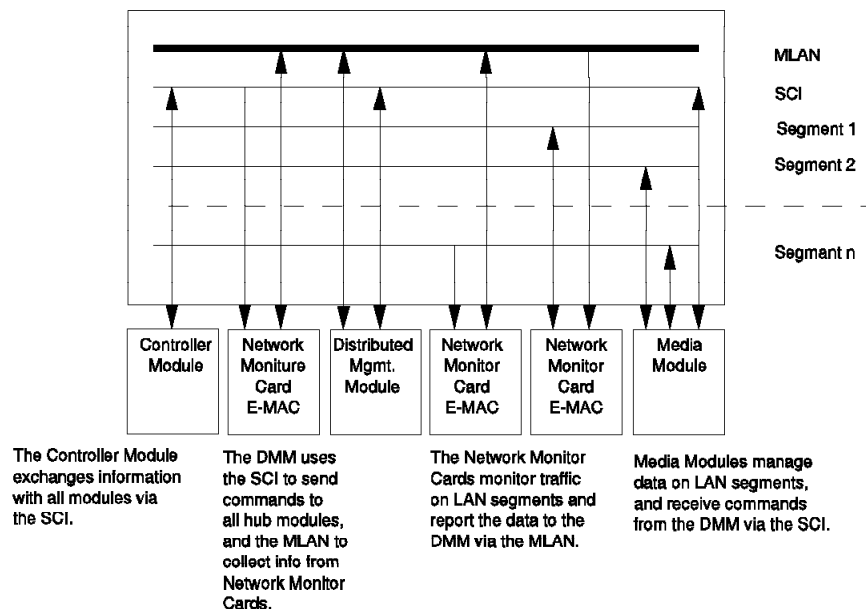 MLAN
SCI
Segment 1
Segment 2
Segmant n
Controller
Module
Network
Moniture
Card
E-MAC
Distributed
Mgmt.
Module
Network
Monitor
Card
E-MAC
Network
Monitor
Card
E-MAC
Media
Module
The Controller Module
exchanges information
with all modules via
the SCI.
The DMM uses
the SCI to send
commands to
all hub modules,
and the MLAN to
collect info from
Network Monitor
Cards.
The Network Monitor
Cards monitor traffic
on LAN segments and
report the data to the
DMM via the MLAN.
Media Modules manage
data on LAN segments,
and receive commands
from the DMM via the SCI.